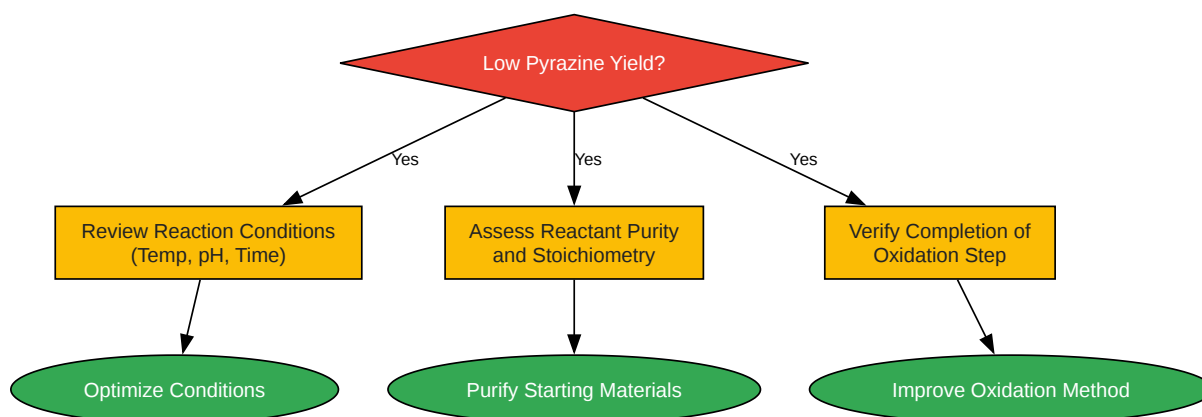 Low Pyrazine Yield?
Yes
Yes
Yes
Review Reaction Conditions
(Temp, pH, Time)
Assess Reactant Purity
and Stoichiometry
Verify Completion of
Oxidation Step
Optimize Conditions
Purify Starting Materials
Improve Oxidation Method